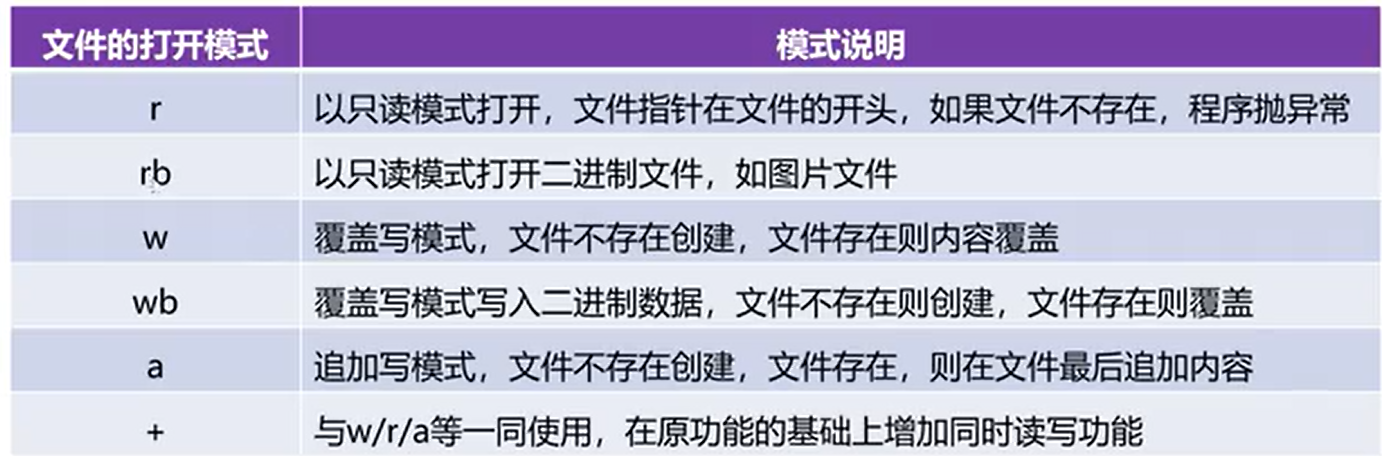 文件的打开模式 模式说明
r 以只读模式打开，文件指针在文件的开头，如果文件不存在，程序抛异常
rb 以只读模式打开二进制文件，如图片文件
w 覆盖写模式，文件不存在创建，文件存在则内容覆盖
wb 覆盖写模式写入二进制数据，文件不存在则创建，文件存在则覆盖
a 追加写模式，文件不存在创建，文件存在，则在文件最后追加内容
+ 与w/r/a等一同使用，在原功能的基础上增加同时读写功能